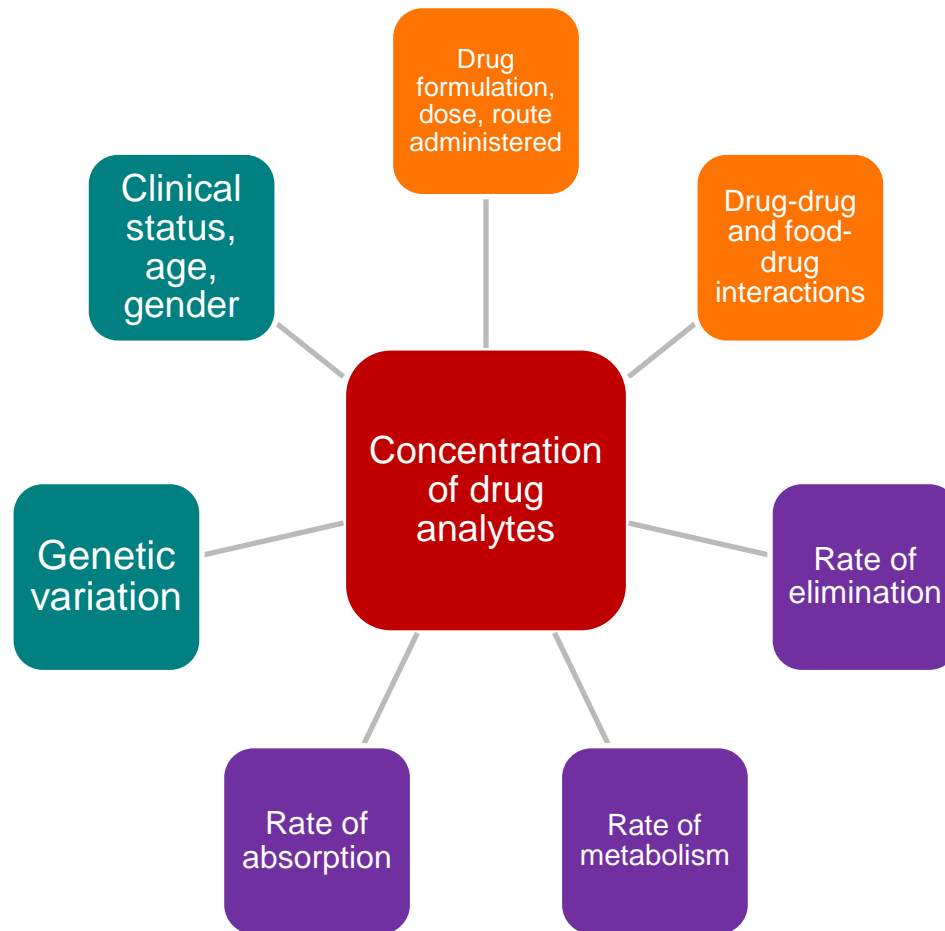 Drug
formulation,
dose, route
administered
Clinical
status,
age,
gender
Drug-drug
and food-
drug
interactions
Concentration
of drug
analytes
Genetic
variation
Rate of
elimination
Rate of
absorption
Rate of
metabolism